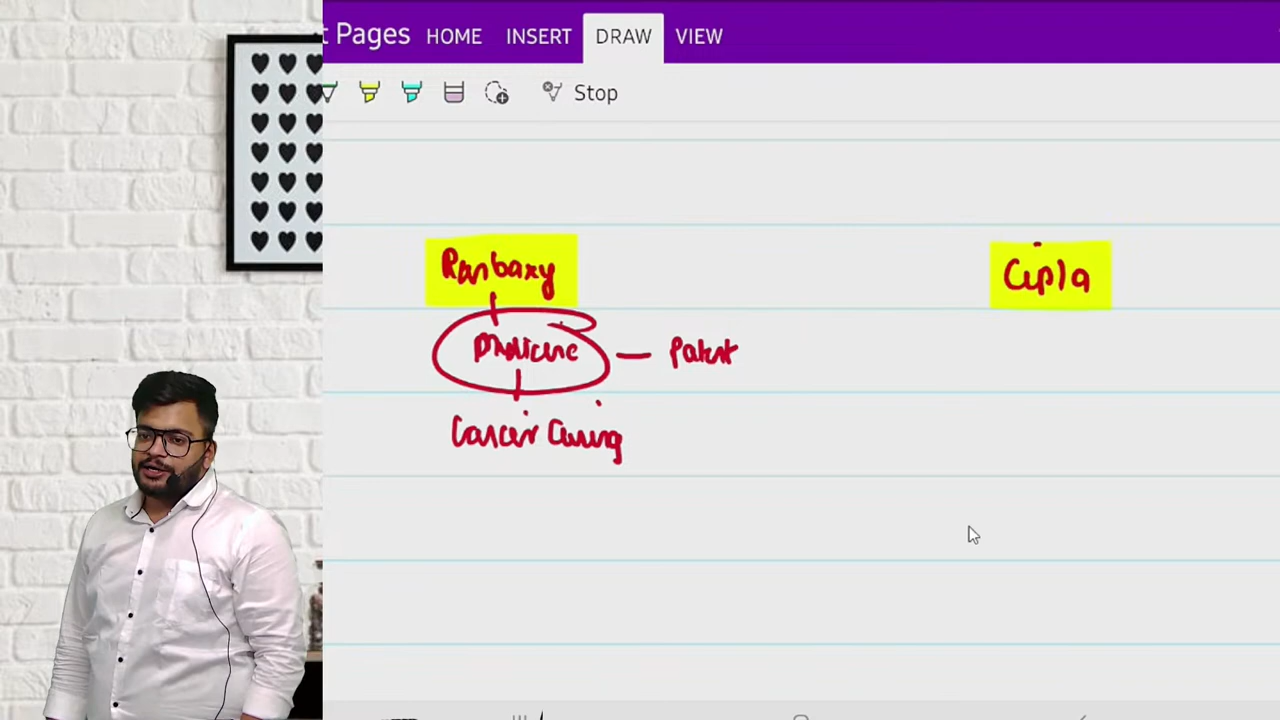 t Pages HOME INSERT DRAW VIEW
Stop
Ranbaxy Cipla
Medicine — Patent
Cancer Curing